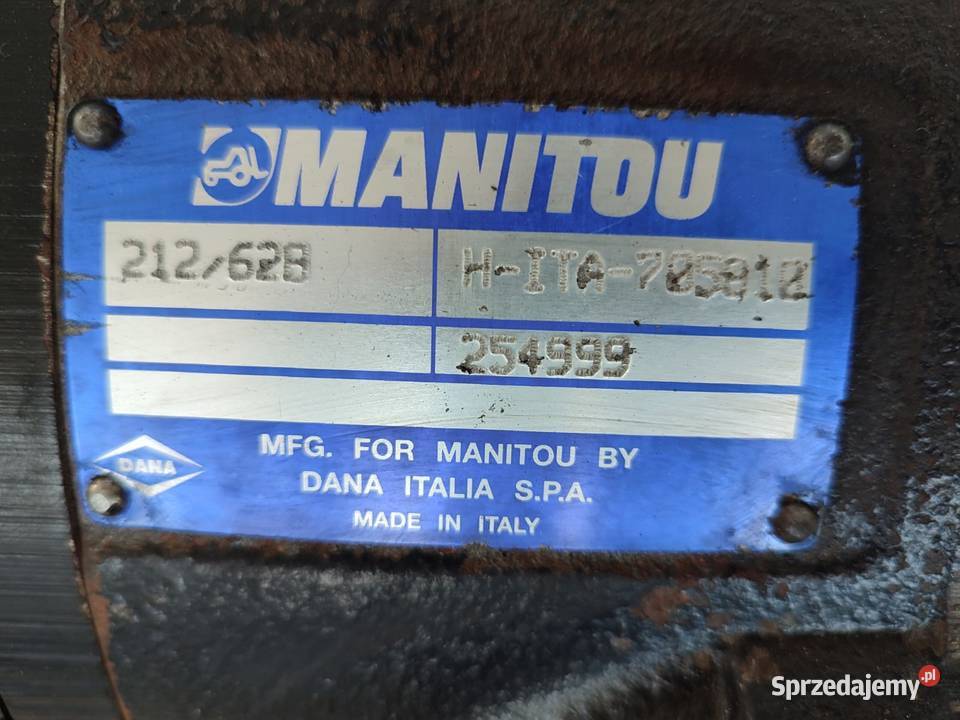 MANITOU
212/628 H-ITA-705010
254999
MFG. FOR MANITOU BY
DANA ITALIA S.P.A.
MADE IN ITALY
DANA
Sprzedajemy.pl